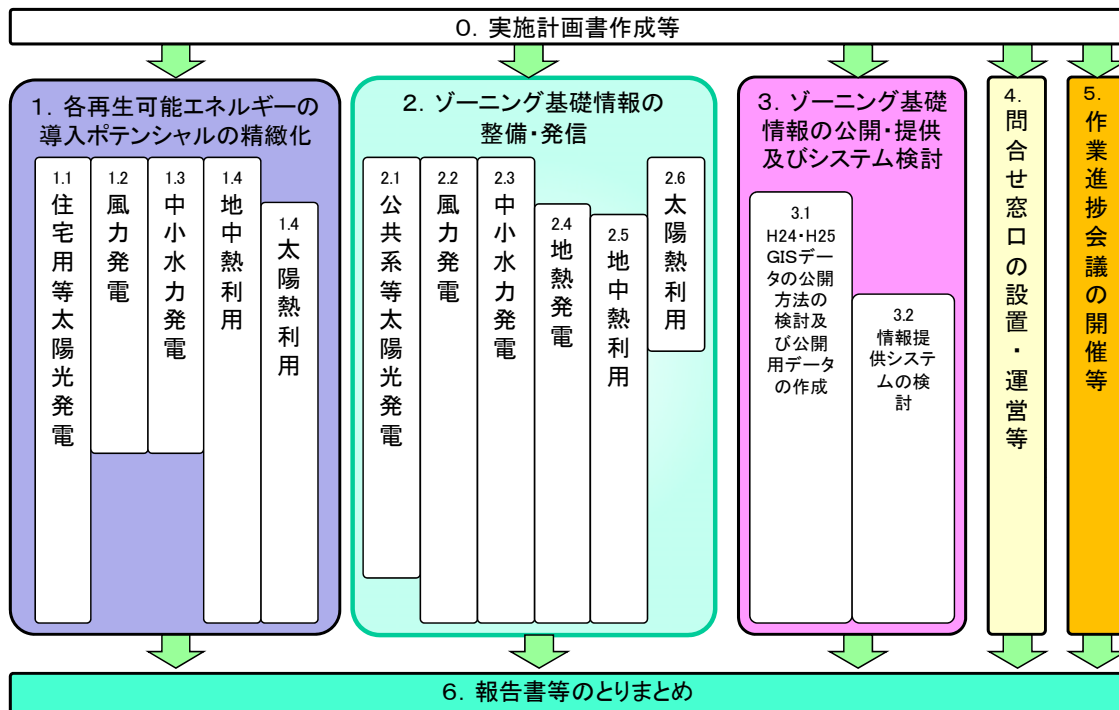 ０．実施計画書作成等
１．各再生可能エネルギーの
導入ポテンシャルの精緻化
1.1
住宅用等太陽光発電
1.2
風力発電
1.3
中小水力発電
1.4
地中熱利用
1.4
太陽熱利用
２．ゾーニング基礎情報の
整備・発信
2.1
公共系等太陽光発電
2.2
風力発電
2.3
中小水力発電
2.4
地熱発電
2.5
地中熱利用
2.6
太陽熱利用
３．ゾーニング基礎
情報の公開・提供
及びシステム検討
3.1
H24・H25
GISデー
タの公開
方法の
検討及
び公開
用データ
の作成
3.2
情報提
供システ
ムの検
討
４．
問合せ窓口の設置・運営等
５．
作業進捗会議の開催等
６．報告書等のとりまとめ